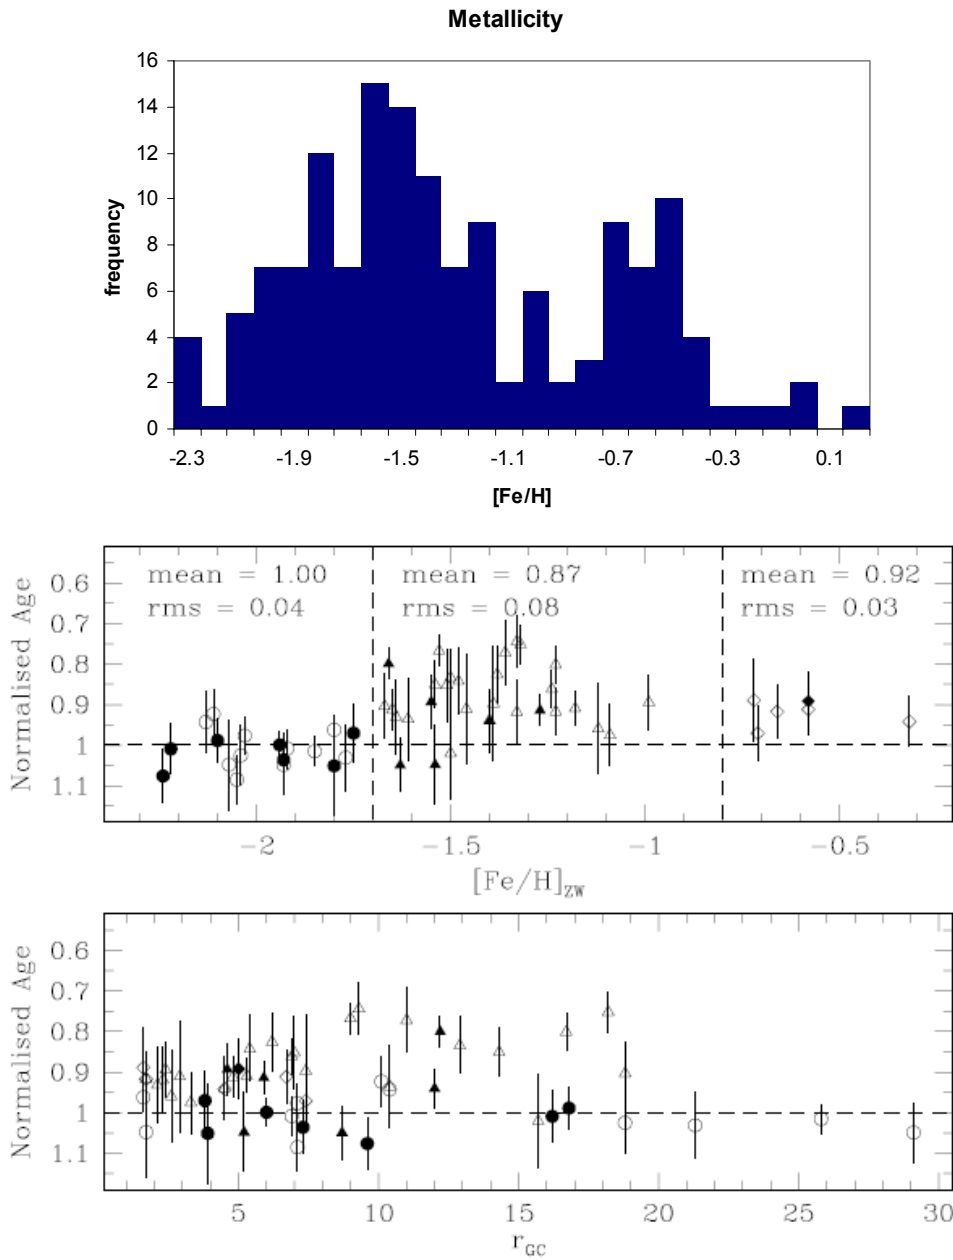 Metallicity
16
14
12
10
8
6
4
2
0
frequency
-2.3 -1.9 -1.5 -1.1 -0.7 -0.3 0.1
[Fe/H]
mean = 1.00 mean = 0.87 mean = 0.92
rms = 0.04 rms = 0.08 rms = 0.03
0.6
0.7
0.8
0.9
1
1.1
Normalised Age
−2 −1.5 −1 −0.5
[Fe/H]ZW
0.6
0.7
0.8
0.9
1
1.1
Normalised Age
5 10 15 20 25 30
rGC